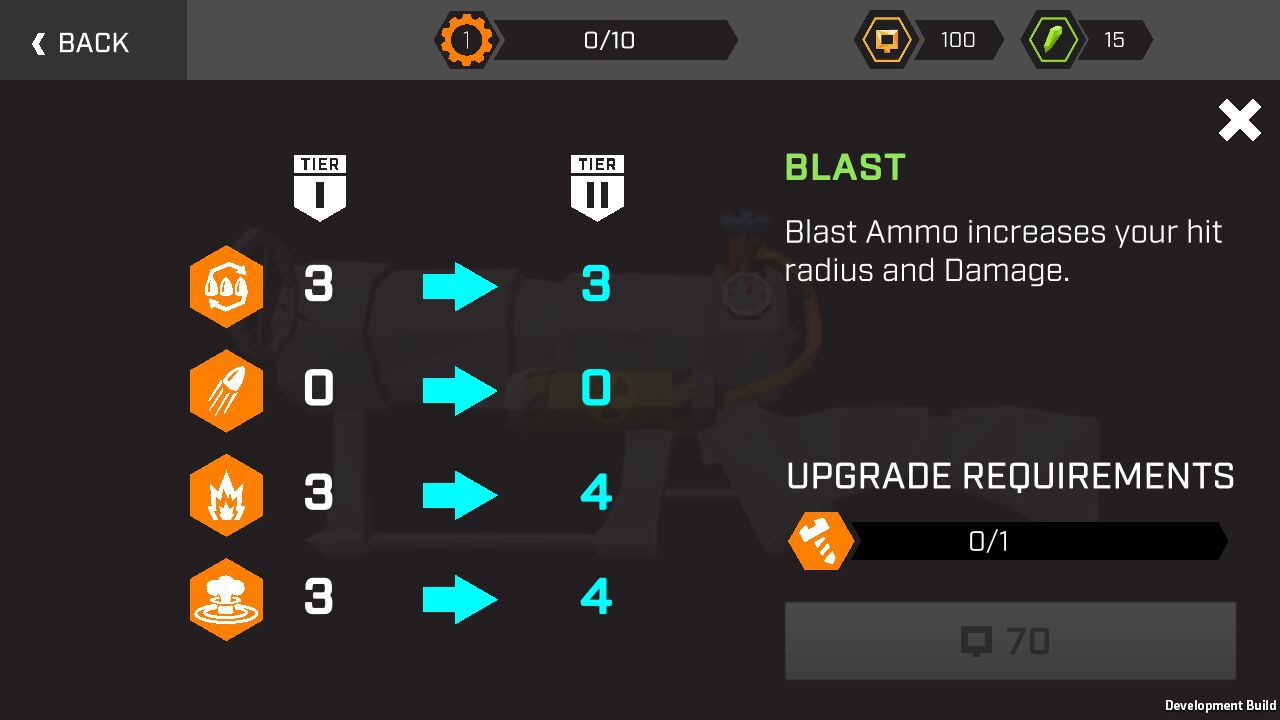 BACK
1
0/10
100
15
TIER
I
TIER
II
BLAST
Blast Ammo increases your hit
radius and Damage.
3
3
0
0
3
4
3
4
UPGRADE REQUIREMENTS
0/1
70
Development Build